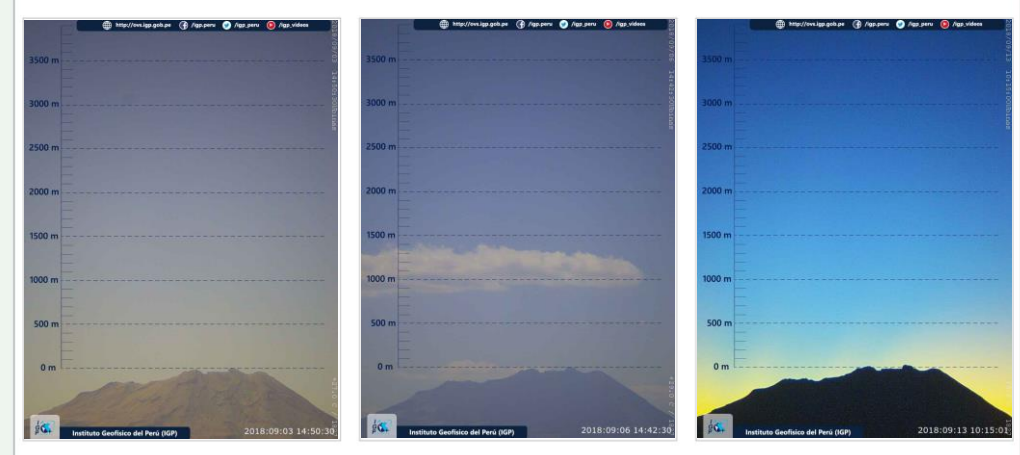 http://ovs.igp.gob.pe /igp.peru /igp_peru /igp_videos
3500 m
3000 m
2500 m
2000 m
1500 m
1000 m
500 m
0 m
Instituto Geofísico del Perú (IGP)
2018:09:03 14:50:30
http://ovs.igp.gob.pe /igp.peru /igp_peru /igp_videos
3500 m
3000 m
2500 m
2000 m
1500 m
1000 m
500 m
0 m
Instituto Geofísico del Perú (IGP)
2018:09:06 14:42:30
http://ovs.igp.gob.pe /igp.peru /igp_peru /igp_videos
3500 m
3000 m
2500 m
2000 m
1500 m
1000 m
500 m
0 m
Instituto Geofísico del Perú (IGP)
2018:09:13 10:15:01